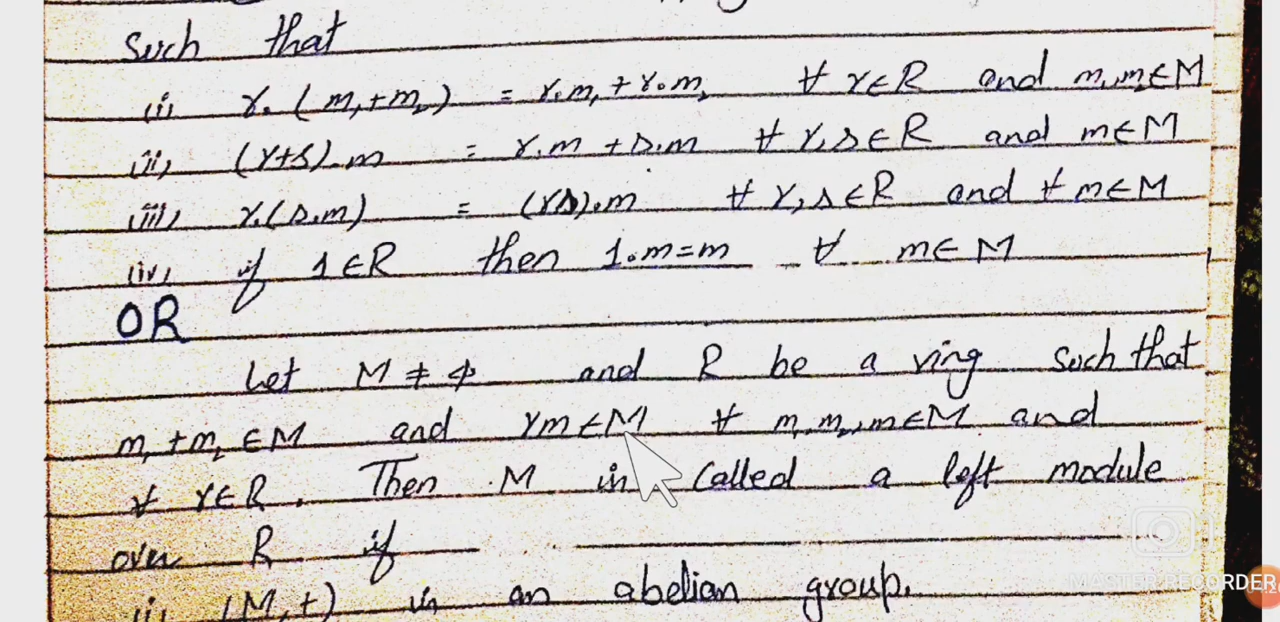 Such that
(i) r.(m₁+m₂) = r.m₁+r.m₂ ∀ r∈R and m₁,m₂∈M
(ii) (r+s).m = r.m+s.m ∀ r,s∈R and m∈M
(iii) r.(s.m) = (rs).m ∀ r,s∈R and ∀ m∈M
(iv) if 1∈R then 1.m=m ∀ m∈M
OR
Let M≠φ and R be a ring such that
m₁+m₂∈M and rm∈M ∀ m₁,m₂,m∈M and
∀ r∈R. Then M is called a left module
over R if
(i) (M,+) is an abelian group.
MASTER RECORDER